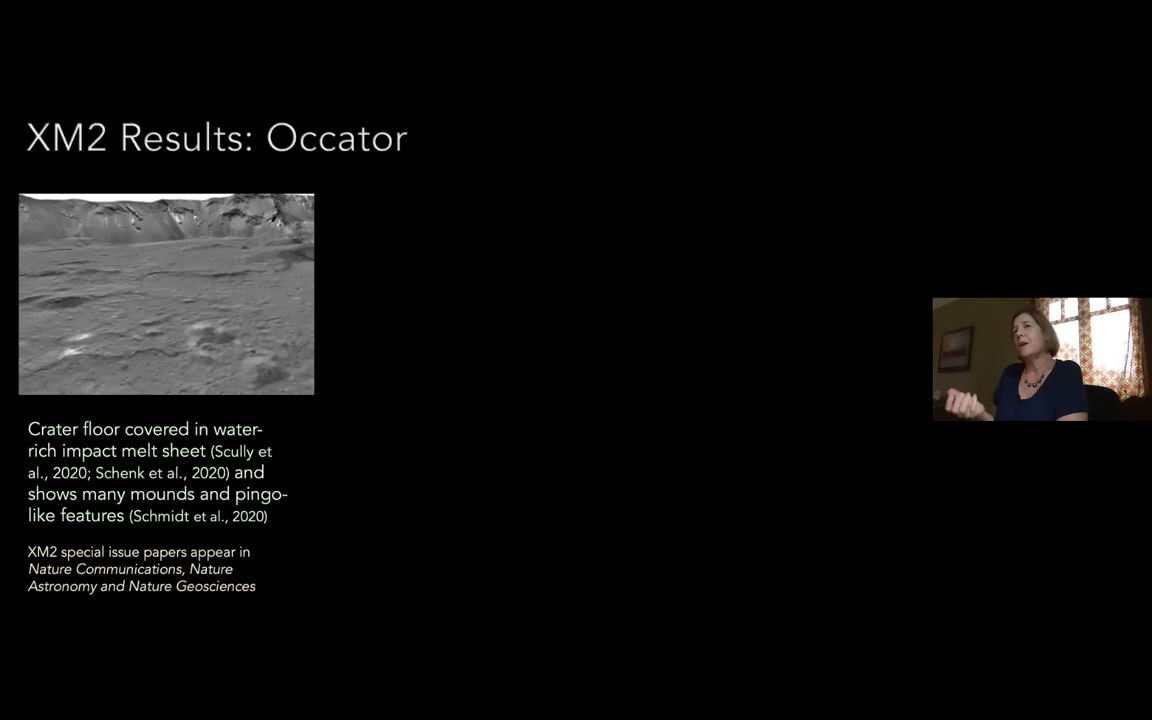 XM2 Results: Occator
Crater floor covered in water-
rich impact melt sheet (Scully et
al., 2020; Schenk et al., 2020) and
shows many mounds and pingo-
like features (Schmidt et al., 2020)
XM2 special issue papers appear in
Nature Communications, Nature
Astronomy and Nature Geosciences